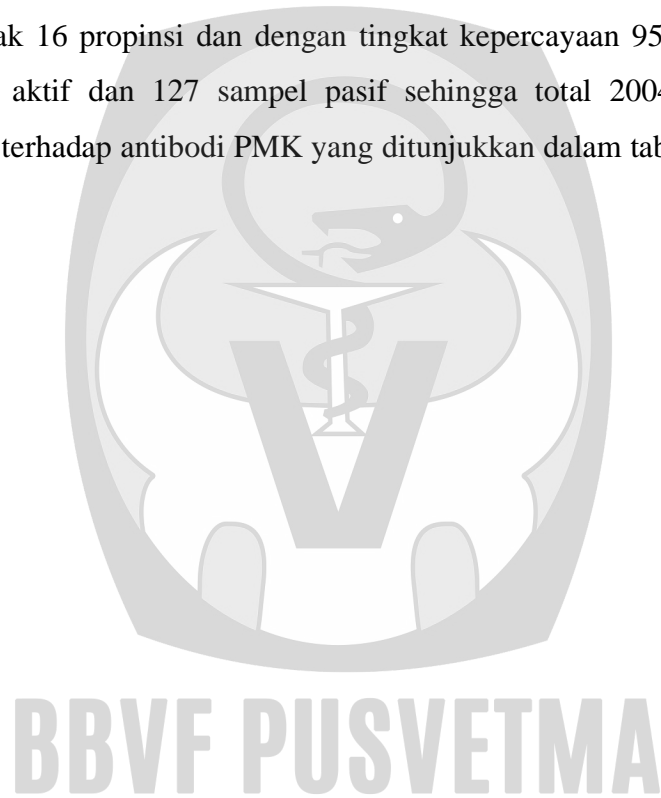 ak 16 propinsi dan dengan tingkat kepercayaan 95
aktif dan 127 sampel pasif sehingga total 2004
terhadap antibodi PMK yang ditunjukkan dalam tab
V
BBVF PUSVETMA